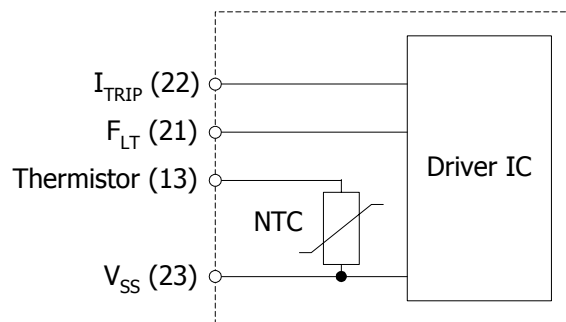 I_TRIP (22)
F_LT (21)
Thermistor (13)
Driver IC
NTC
V_SS (23)